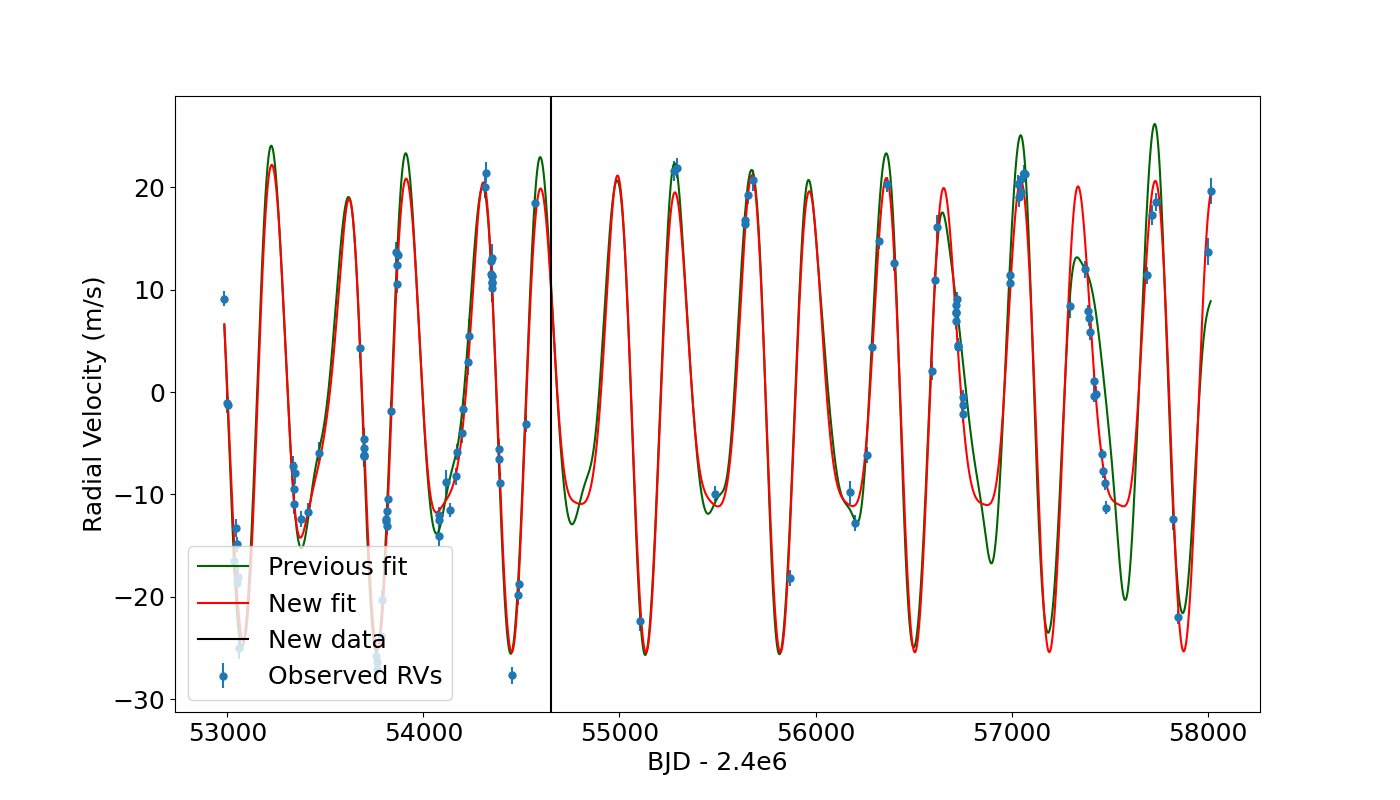 20
10
0
−10
−20
−30
Radial Velocity (m/s)
Previous fit
New fit
New data
Observed RVs
53000 54000 55000 56000 57000 58000
BJD - 2.4e6